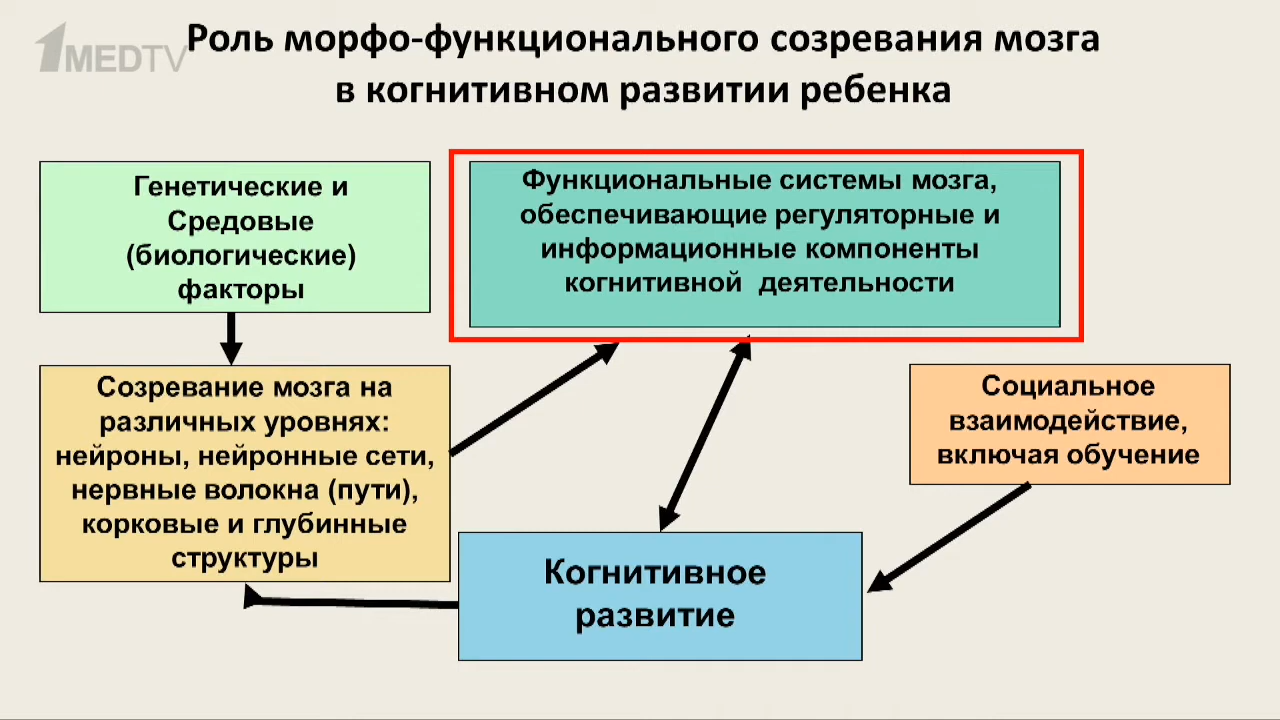 1MEDTV
Роль морфо-функционального созревания мозга
в когнитивном развитии ребенка
Генетические и
Средовые
(биологические)
факторы
Функциональные системы мозга,
обеспечивающие регуляторные и
информационные компоненты
когнитивной деятельности
Созревание мозга на
различных уровнях:
нейроны, нейронные сети,
нервные волокна (пути),
корковые и глубинные
структуры
Социальное
взаимодействие,
включая обучение
Когнитивное
развитие